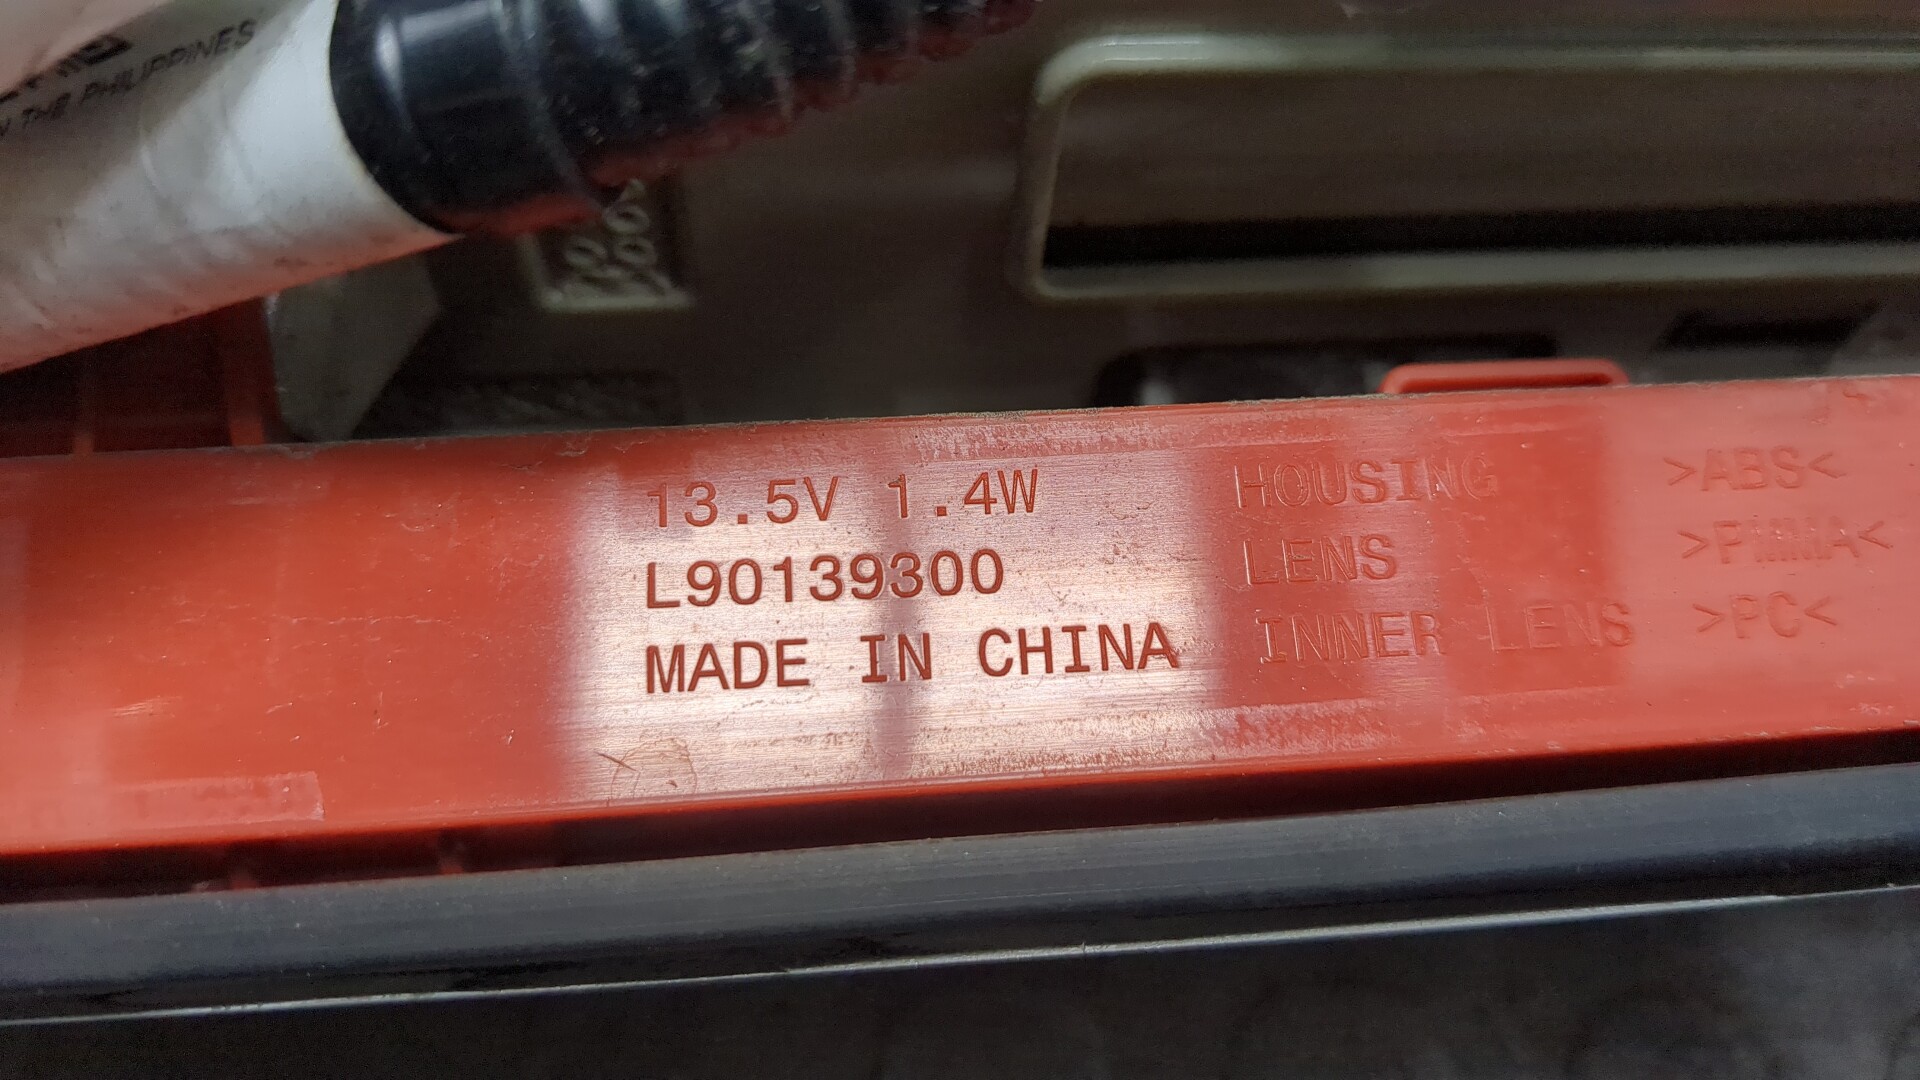 THE PHILIPPINES
13.5V 1.4W HOUSING >ABS<
L90139300 LENS >PMMA<
MADE IN CHINA INNER LENS >PC<